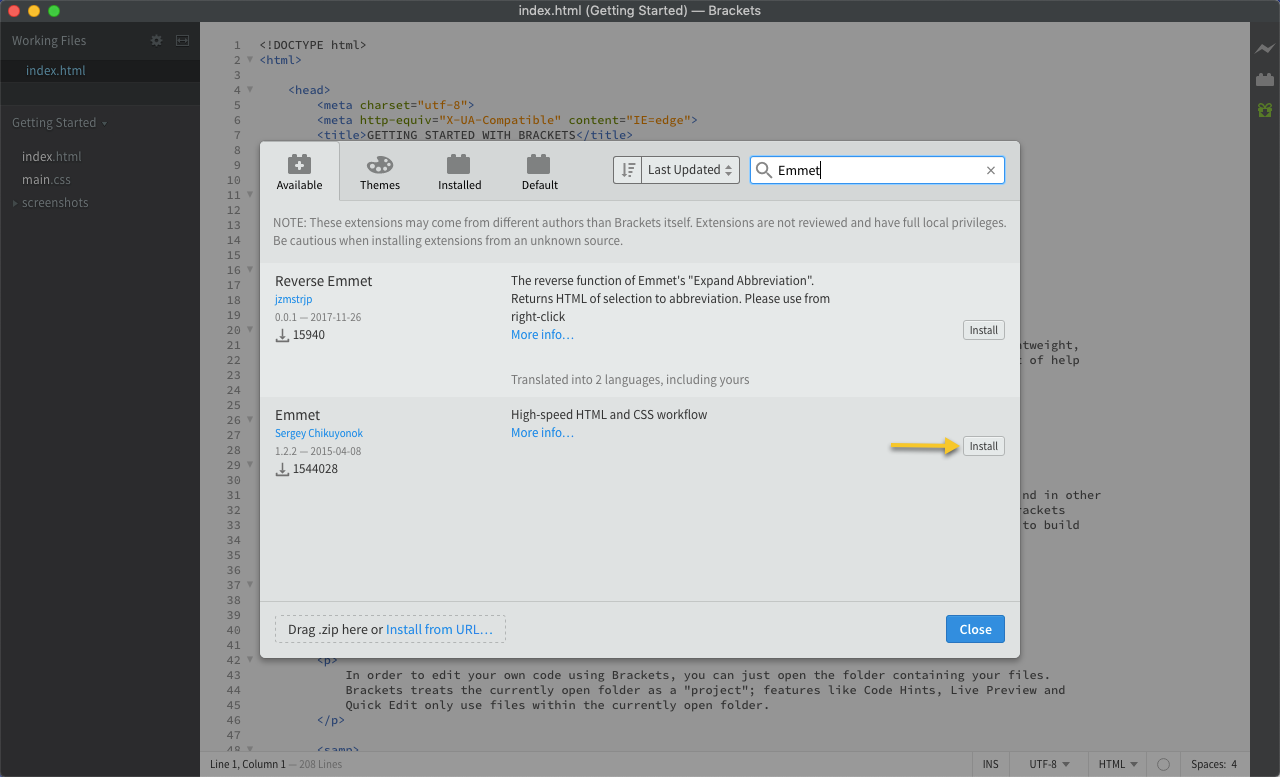 index.html (Getting Started) — Brackets
Working Files
index.html
Getting Started
index.html
main.css
screenshots
1 <!DOCTYPE html>
2 <html>
3
4 <head>
5 <meta charset="utf-8">
6 <meta http-equiv="X-UA-Compatible" content="IE=edge">
7 <title>GETTING STARTED WITH BRACKETS</title>
8
9
10
11
12
13
14
15
16
17
18
19
20
21 tweight,
22 of help
23
24
25
26
27
28
29
30
31 nd in other
32 rackets
33 to build
34
35
36
37
38
39
40
41
42 <p>
43 In order to edit your own code using Brackets, you can just open the folder containing your files.
44 Brackets treats the currently open folder as a "project"; features like Code Hints, Live Preview and
45 Quick Edit only use files within the currently open folder.
46 </p>
47
48 <samp>
Available
Themes
Installed
Default
Last Updated
Emmet
NOTE: These extensions may come from different authors than Brackets itself. Extensions are not reviewed and have full local privileges.
Be cautious when installing extensions from an unknown source.
Reverse Emmet
jzmstrjp
0.0.1 — 2017-11-26
15940
The reverse function of Emmet's "Expand Abbreviation".
Returns HTML of selection to abbreviation. Please use from
right-click
More info…
Translated into 2 languages, including yours
Install
Emmet
Sergey Chikuyonok
1.2.2 — 2015-04-08
1544028
High-speed HTML and CSS workflow
More info…
Install
Drag .zip here or Install from URL…
Close
Line 1, Column 1 — 208 Lines
INS
UTF-8
HTML
Spaces: 4